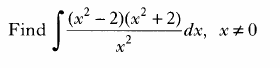 Find ∫ (x² – 2)(x² + 2) / x² dx, x ≠ 0